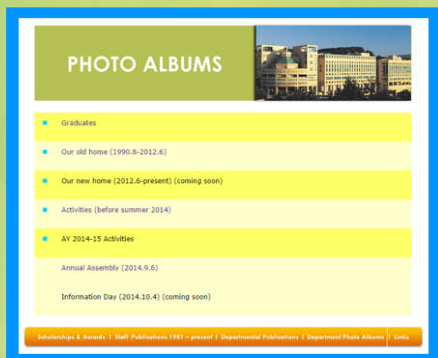 PHOTO ALBUMS
Graduates
Our old home (1990.8-2012.6)
Our new home (2012.6-present) (coming soon)
Activities (before summer 2014)
AY 2014-15 Activities
Annual Assembly (2014.9.6)
Information Day (2014.10.4) (coming soon)
Scholarships & Awards I Staff Publications 1981 – present I Departmental Publications I Department Photo Albums I Links